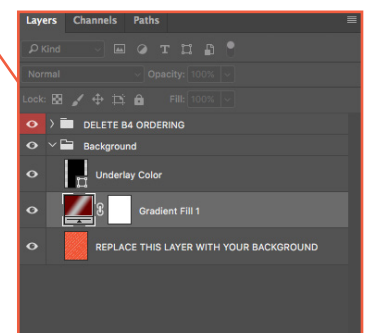 Layers Channels Paths
Kind
Normal Opacity: 100%
Lock: Fill: 100%
DELETE B4 ORDERING
Background
Underlay Color
Gradient Fill 1
REPLACE THIS LAYER WITH YOUR BACKGROUND